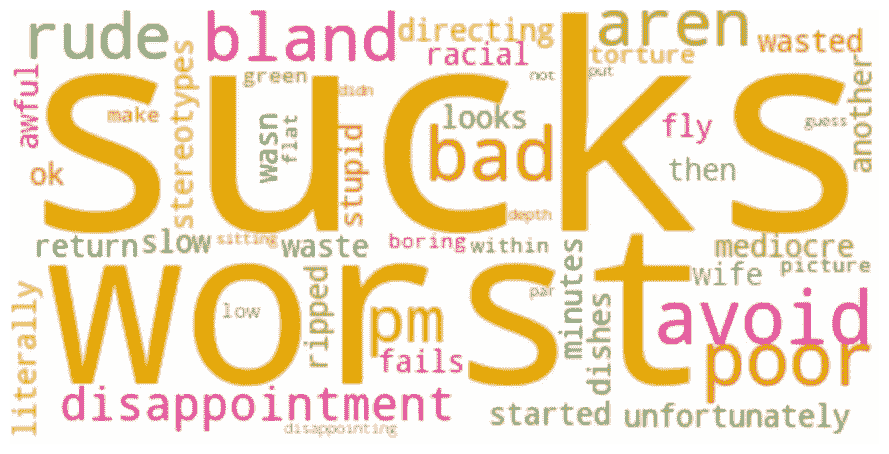 rude
bland
directing
aren
racial
wasted
torture
stereotypes
awful
green
not
put
didn
make
looks
guess
another
sucks
wasn
flat
stupid
bad
fly
then
ok
depth
return
slow
sitting
waste
boring
within
mediocre
wife
picture
worst
literally
low
ripped
pm
par
minutes
dishes
avoid
fails
poor
disappointment
started
unfortunately
disappointing